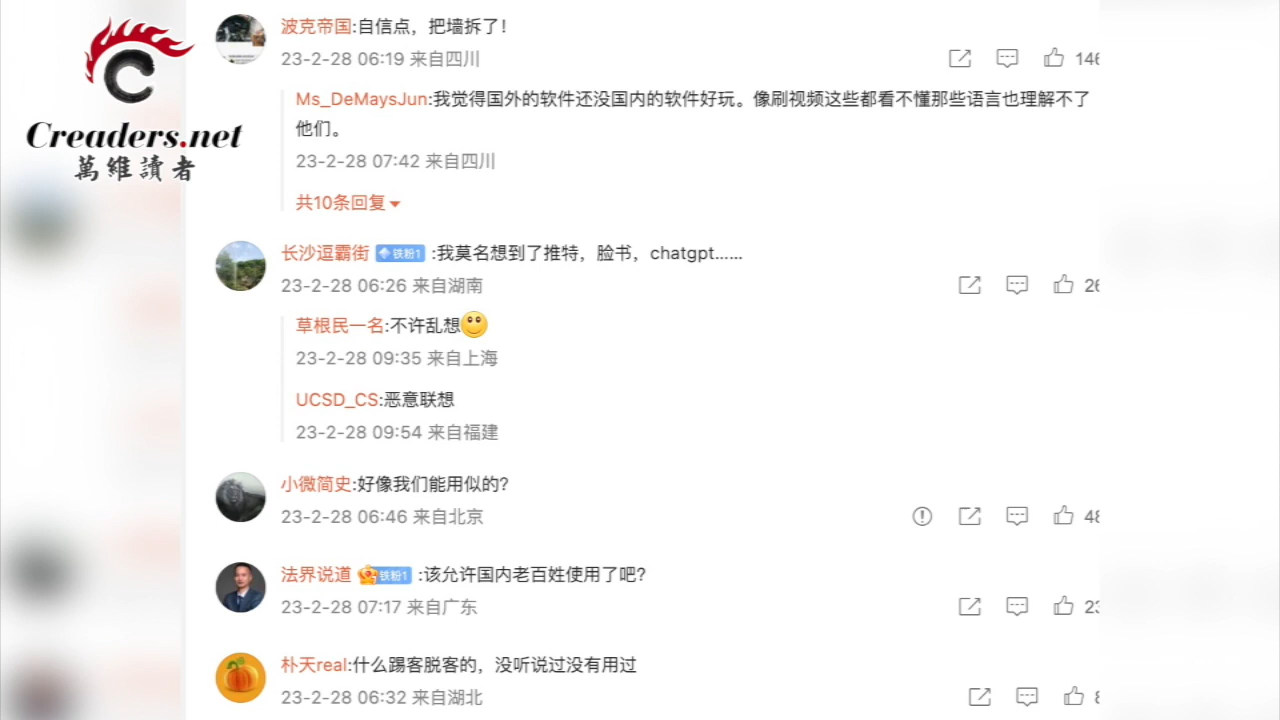 Creaders.net
萬維讀者
波克帝国:自信点，把墙拆了!
23-2-28 06:19 来自四川
146
Ms_DeMaysJun:我觉得国外的软件还没国内的软件好玩。像刷视频这些都看不懂那些语言也理解不了
他们。
23-2-28 07:42 来自四川
共10条回复
长沙逗霸街 铁粉1 :我莫名想到了推特，脸书，chatgpt……
23-2-28 06:26 来自湖南
26
草根民一名:不许乱想
23-2-28 09:35 来自上海
UCSD_CS:恶意联想
23-2-28 09:54 来自福建
小微简史:好像我们能用似的?
23-2-28 06:46 来自北京
48
法界说道 铁粉1 :该允许国内老百姓使用了吧?
23-2-28 07:17 来自广东
23
朴天real:什么踢客脱客的，没听说过没有用过
23-2-28 06:32 来自湖北
8